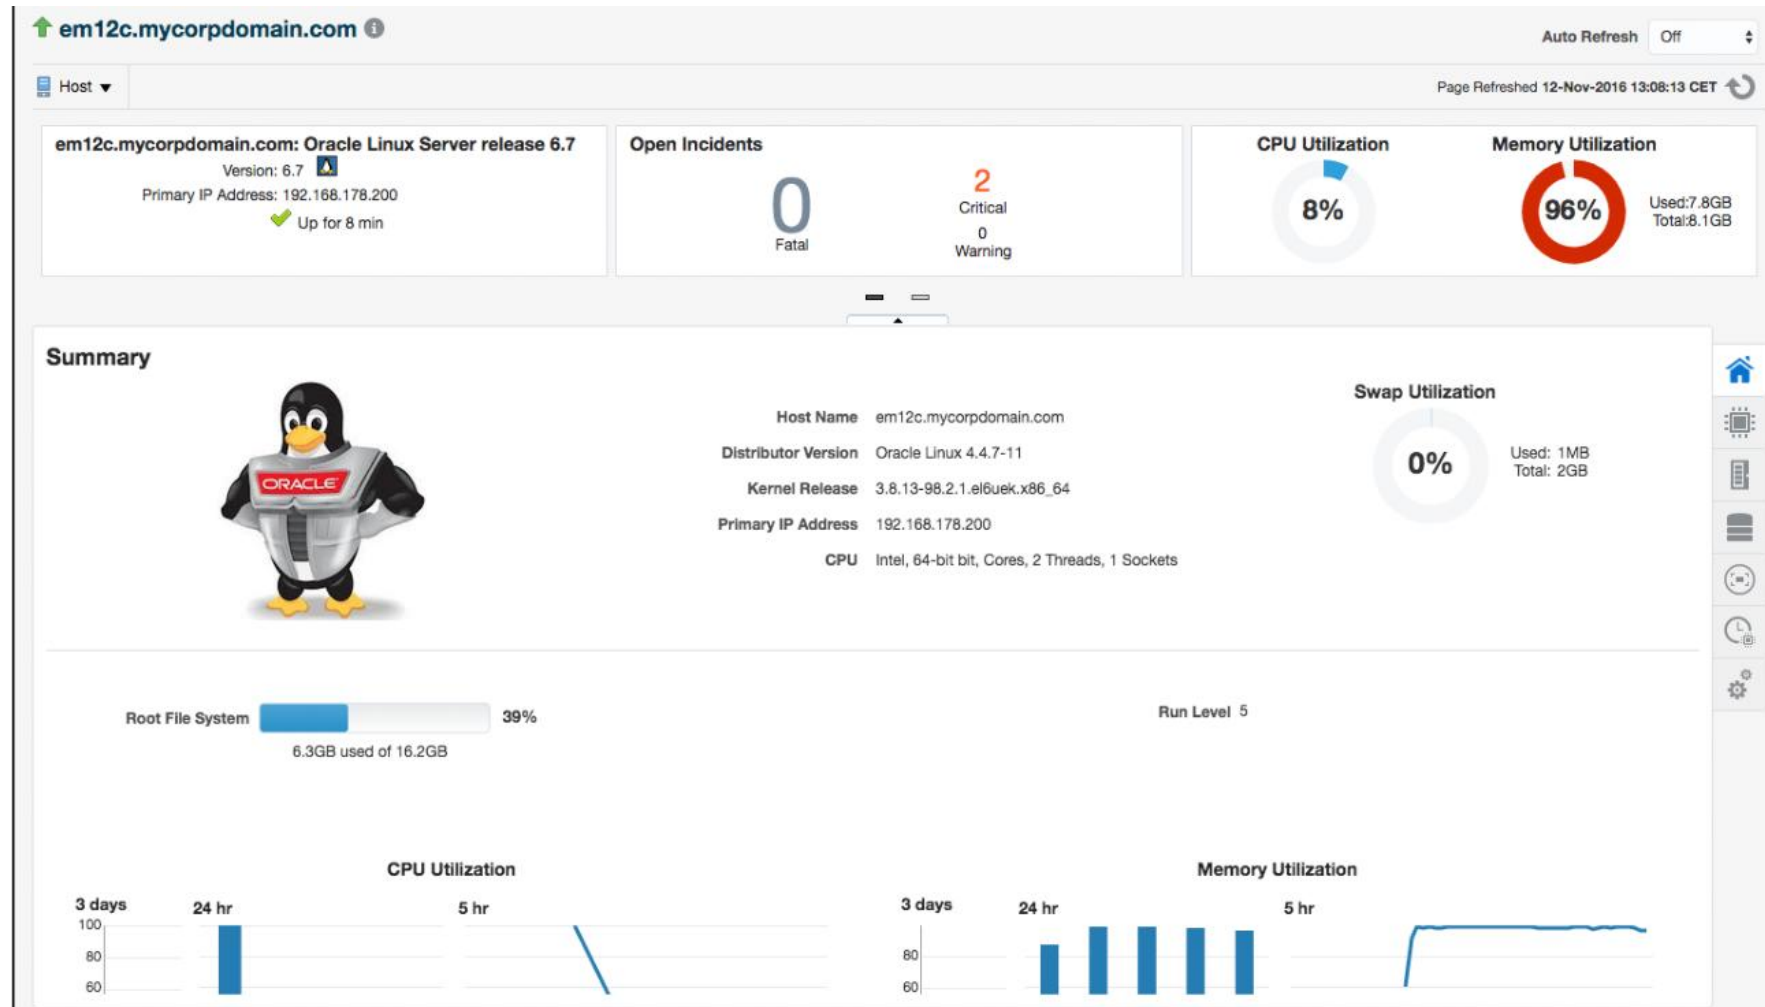 em12c.mycorpdomain.com
Auto Refresh Off
Host
Page Refreshed 12-Nov-2016 13:08:13 CET
em12c.mycorpdomain.com: Oracle Linux Server release 6.7
Version: 6.7
Primary IP Address: 192.168.178.200
Up for 8 min
Open Incidents
0
Fatal
2
Critical
0
Warning
CPU Utilization
8%
Memory Utilization
96%
Used:7.8GB
Total:8.1GB
Summary
ORACLE
Host Name em12c.mycorpdomain.com
Distributor Version Oracle Linux 4.4.7-11
Kernel Release 3.8.13-98.2.1.el6uek.x86_64
Primary IP Address 192.168.178.200
CPU Intel, 64-bit bit, Cores, 2 Threads, 1 Sockets
Swap Utilization
0%
Used: 1MB
Total: 2GB
Root File System 39%
6.3GB used of 16.2GB
Run Level 5
CPU Utilization
3 days 24 hr 5 hr
100
80
60
Memory Utilization
3 days 24 hr 5 hr
80
60